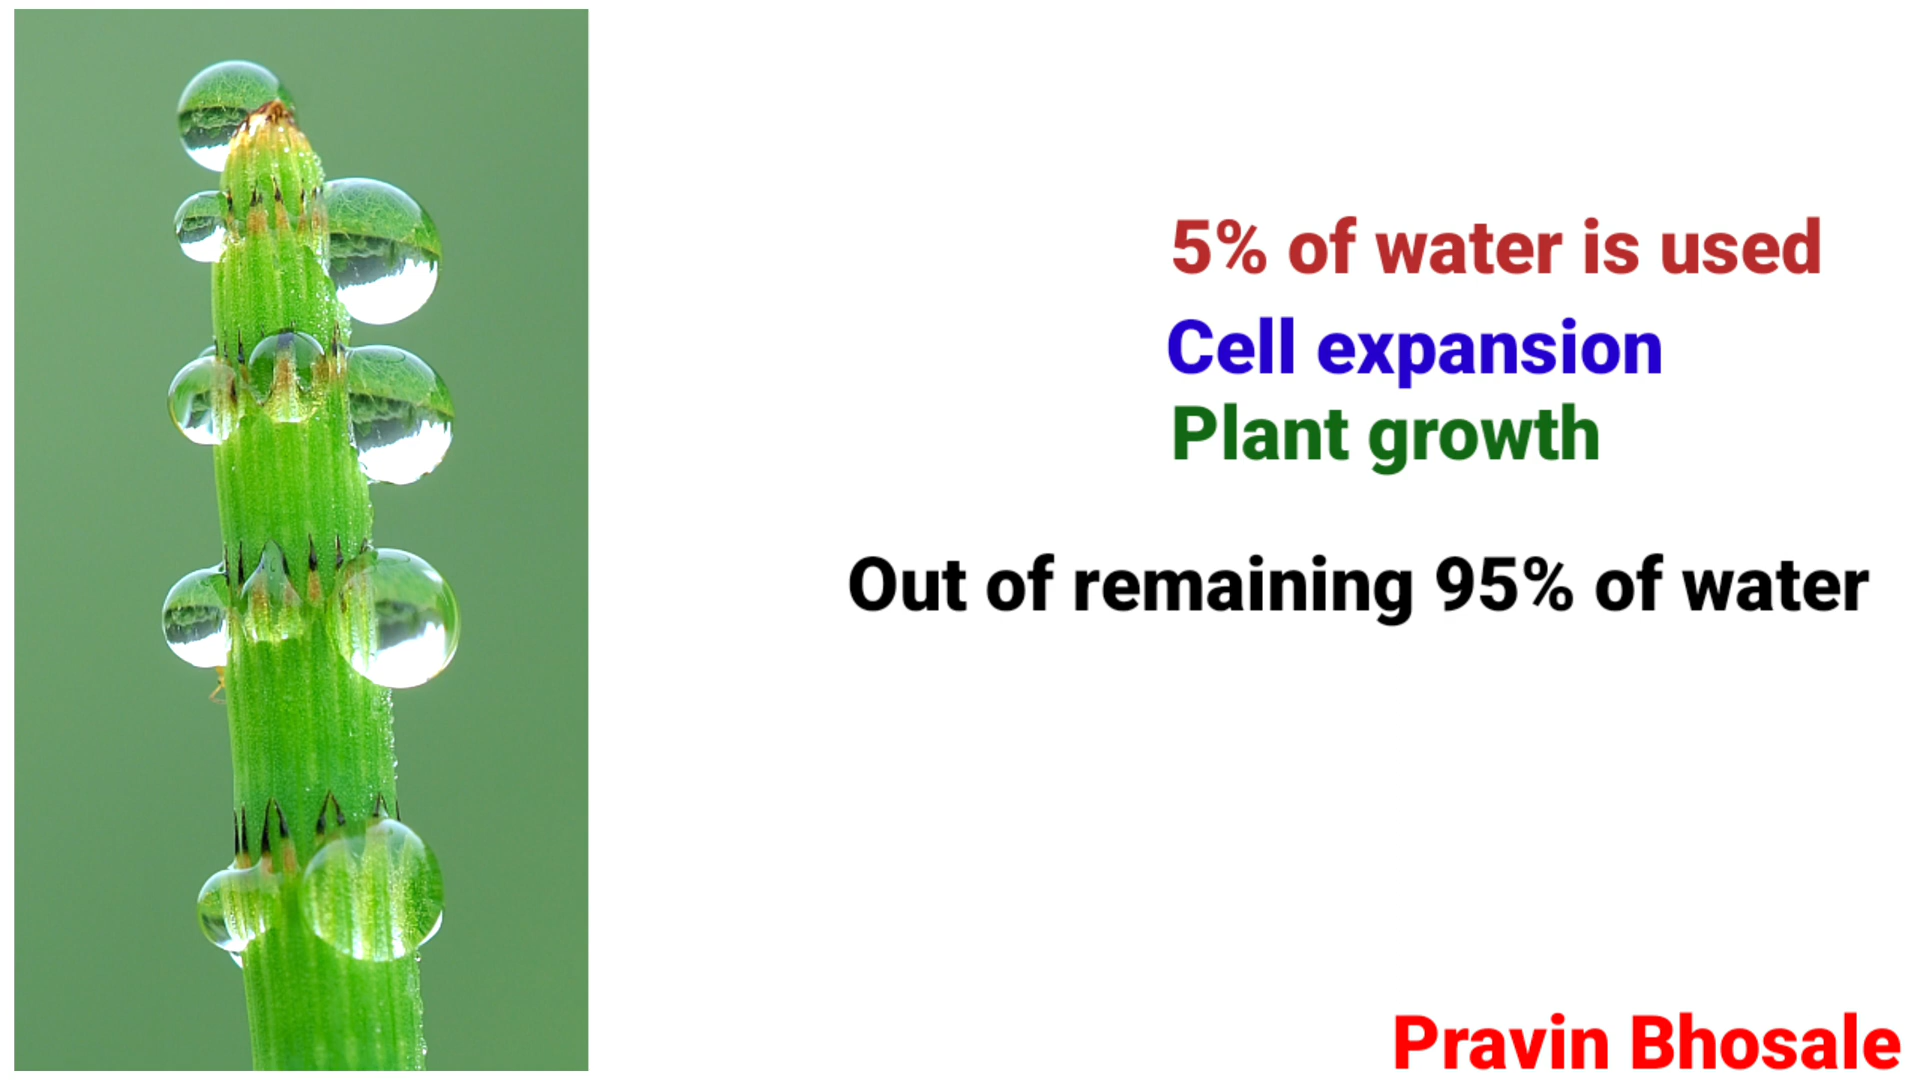 5% of water is used
Cell expansion
Plant growth
Out of remaining 95% of water
Pravin Bhosale